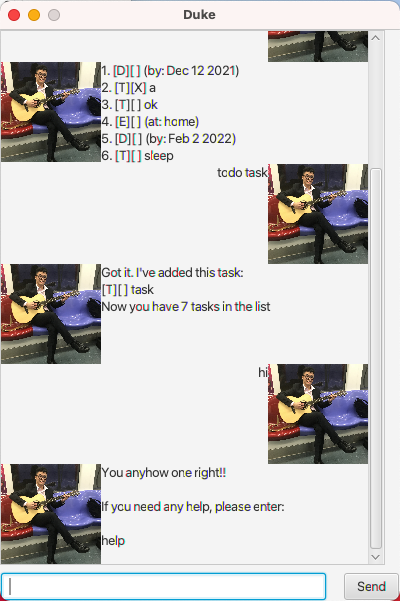 Duke
1. [D][ ] (by: Dec 12 2021)
2. [T][X] a
3. [T][ ] ok
4. [E][ ] (at: home)
5. [D][ ] (by: Feb 2 2022)
6. [T][ ] sleep
todo task
Got it. I've added this task:
[T][ ] task
Now you have 7 tasks in the list
hi
You anyhow one right!!
If you need any help, please enter:
help
Send